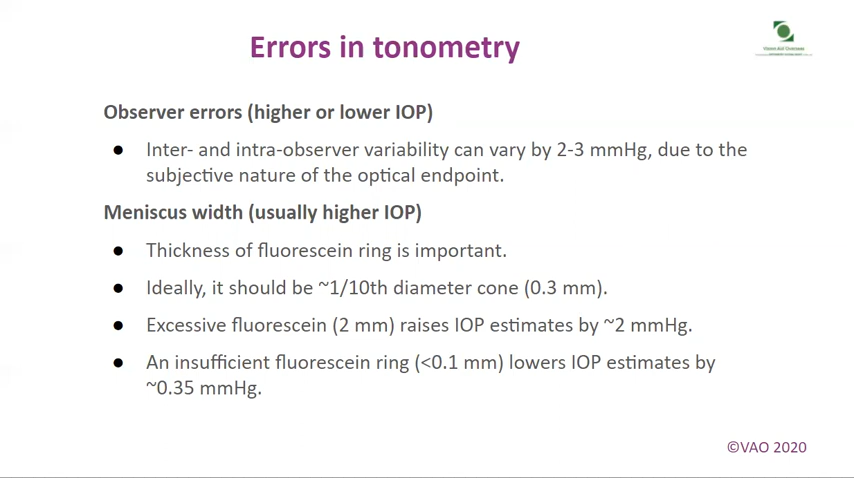 Errors in tonometry
Vision Aid Overseas
Observer errors (higher or lower IOP)
● Inter- and intra-observer variability can vary by 2-3 mmHg, due to the
subjective nature of the optical endpoint.
Meniscus width (usually higher IOP)
● Thickness of fluorescein ring is important.
● Ideally, it should be ~1/10th diameter cone (0.3 mm).
● Excessive fluorescein (2 mm) raises IOP estimates by ~2 mmHg.
● An insufficient fluorescein ring (<0.1 mm) lowers IOP estimates by
~0.35 mmHg.
©VAO 2020